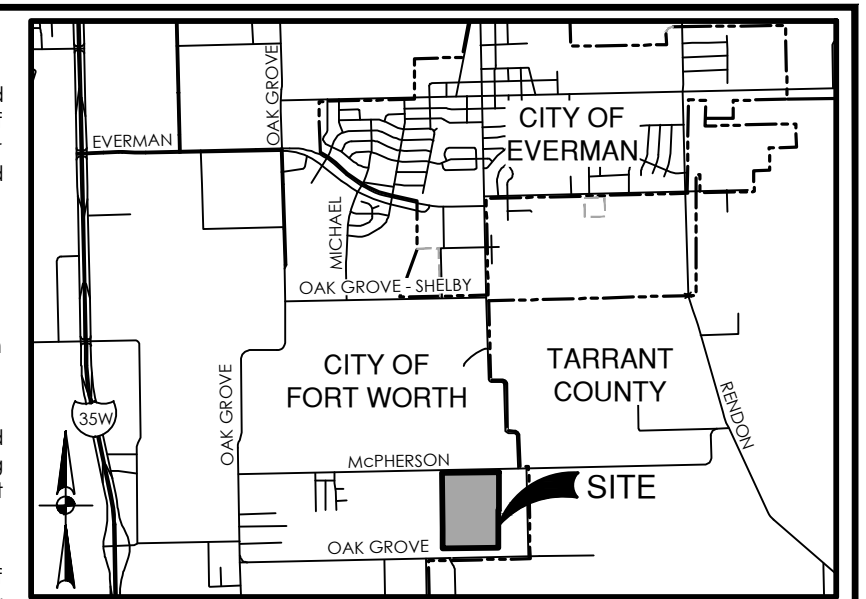 OAK GROVE
EVERMAN
CITY OF
EVERMAN
MICHAEL
OAK GROVE - SHELBY
CITY OF
FORT WORTH
TARRANT
COUNTY
OAK GROVE
RENDON
35W
McPHERSON
SITE
OAK GROVE